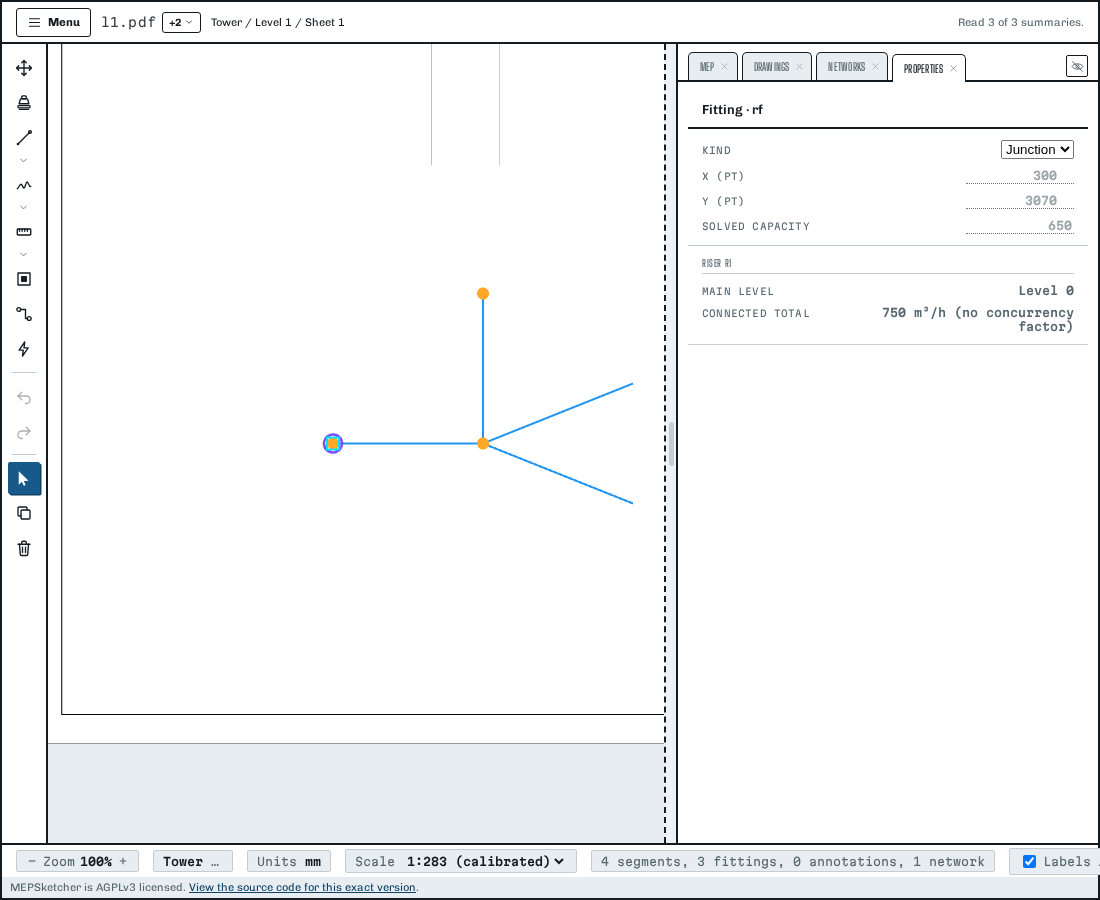 Menu l1.pdf +2 Tower / Level 1 / Sheet 1 Read 3 of 3 summaries.
MEP DRAWINGS NETWORKS PROPERTIES
Fitting · rf
KIND Junction
X (PT) 300
Y (PT) 3070
SOLVED CAPACITY 650
RISER R1
MAIN LEVEL Level 0
CONNECTED TOTAL 750 m³/h (no concurrency
factor)
− Zoom 100% + Tower … Units mm Scale 1:283 (calibrated) 4 segments, 3 fittings, 0 annotations, 1 network Labels
MEPSketcher is AGPLv3 licensed. View the source code for this exact version.